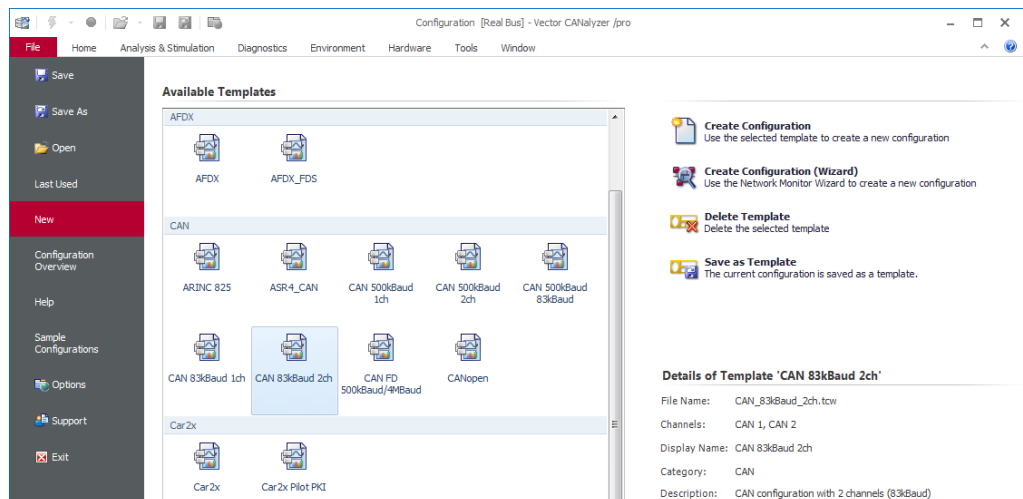 Configuration [Real Bus] - Vector CANalyzer /pro
File Home Analysis & Stimulation Diagnostics Environment Hardware Tools Window
Save
Save As
Open
Last Used
New
Configuration
Overview
Help
Sample
Configurations
Options
Support
Exit
Available Templates
AFDX
AFDX AFDX_FDS
CAN
ARINC 825 ASR4_CAN CAN 500kBaud CAN 500kBaud CAN 500kBaud
1ch 2ch 83kBaud
CAN 83kBaud 1ch CAN 83kBaud 2ch CAN FD CANopen
500kBaud/4MBaud
Car2x
Car2x Car2x Pilot PKI
Create Configuration
Use the selected template to create a new configuration
Create Configuration (Wizard)
Use the Network Monitor Wizard to create a new configuration
Delete Template
Delete the selected template
Save as Template
The current configuration is saved as a template.
Details of Template 'CAN 83kBaud 2ch'
File Name: CAN_83kBaud_2ch.tcw
Channels: CAN 1, CAN 2
Display Name: CAN 83kBaud 2ch
Category: CAN
Description: CAN configuration with 2 channels (83kBaud)